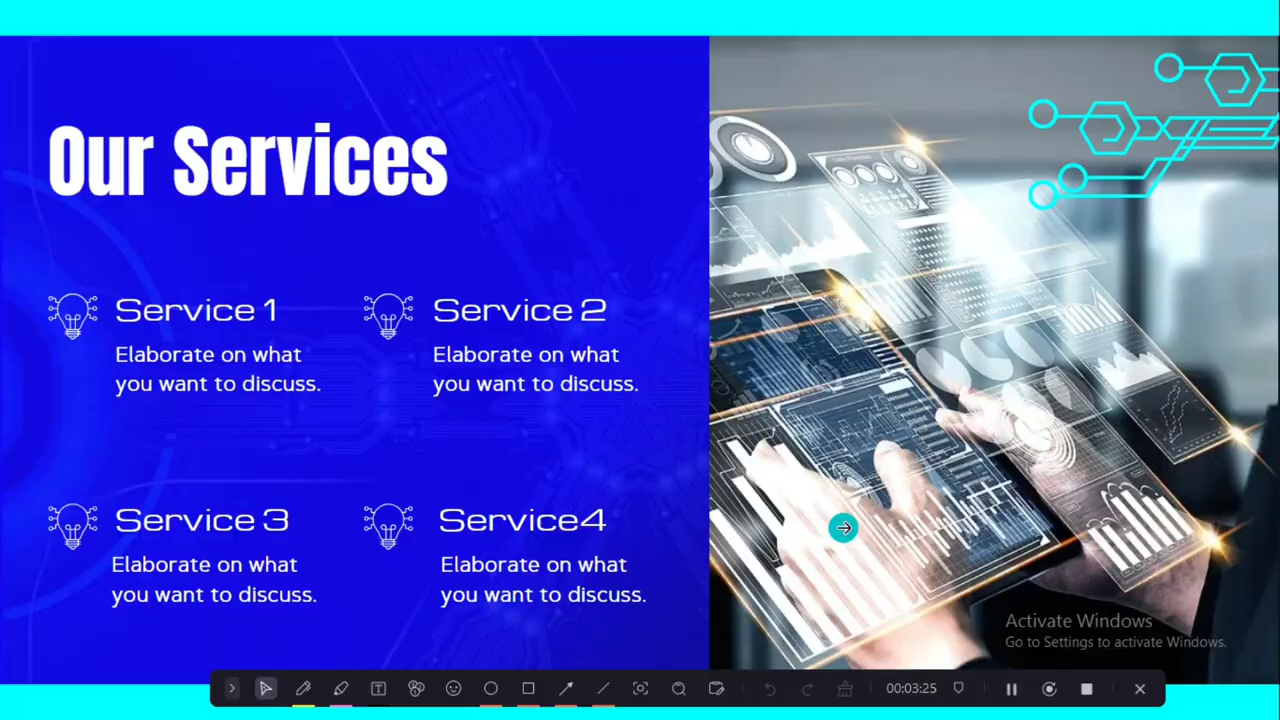 Our Services
Service 1
Elaborate on what
you want to discuss.
Service 2
Elaborate on what
you want to discuss.
Service 3
Elaborate on what
you want to discuss.
Service4
Elaborate on what
you want to discuss.
Activate Windows
Go to Settings to activate Windows.
00:03:25